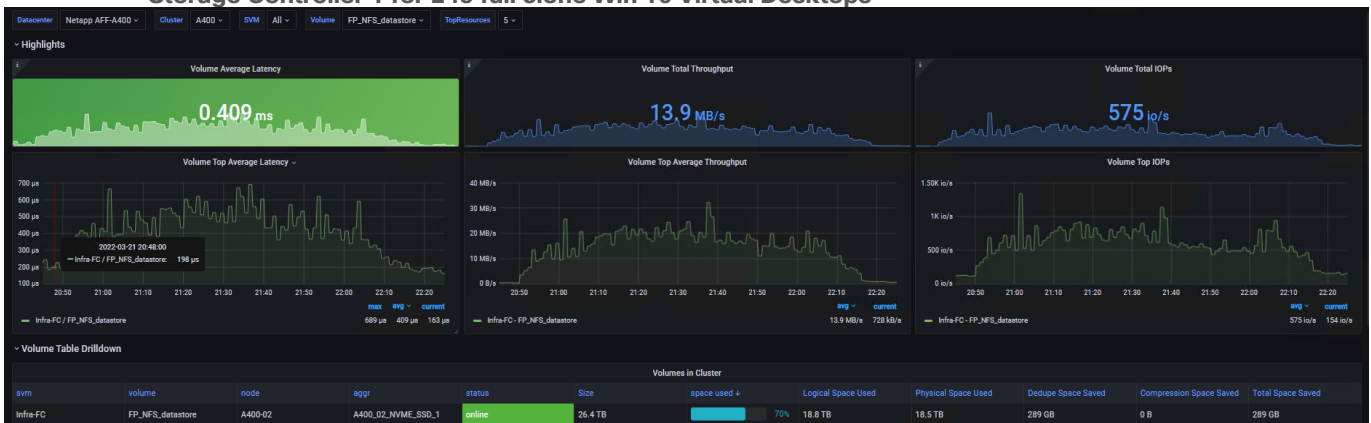 Datacenter Netapp AFF-A400 Cluster A400 SVM All Volume FP_NFS_datastore TopResources 5
Highlights
Volume Average Latency
0.409 ms
Volume Total Throughput
13,9 MB/s
Volume Total IOPs
575 io/s
Volume Top Average Latency
700 µs
600 µs
500 µs
400 µs
300 µs
200 µs
100 µs
2022-03-21 20:48:00
Infra-FC / FP_NFS_datastore: 198 µs
20:50 21:00 21:10 21:20 21:30 21:40 21:50 22:00 22:10 22:20
max avg current
Infra-FC / FP_NFS_datastore 689 µs 409 µs 163 µs
Volume Top Average Throughput
40 MB/s
30 MB/s
20 MB/s
10 MB/s
0 B/s
20:50 21:00 21:10 21:20 21:30 21:40 21:50 22:00 22:10 22:20
avg current
Infra-FC - FP_NFS_datastore 13.9 MB/s 728 kB/s
Volume Top IOPs
1.50K io/s
1K io/s
500 io/s
0 io/s
20:50 21:00 21:10 21:20 21:30 21:40 21:50 22:00 22:10 22:20
avg current
Infra-FC - FP_NFS_datastore 575 io/s 154 io/s
Volume Table Drilldown
Volumes in Cluster
svm volume node aggr status Size space used ↓ Logical Space Used Physical Space Used Dedupe Space Saved Compression Space Saved Total Space Saved
Infra-FC FP_NFS_datastore A400-02 A400_02_NVME_SSD_1 online 26.4 TB 70% 18.8 TB 18.5 TB 289 GB 0 B 289 GB